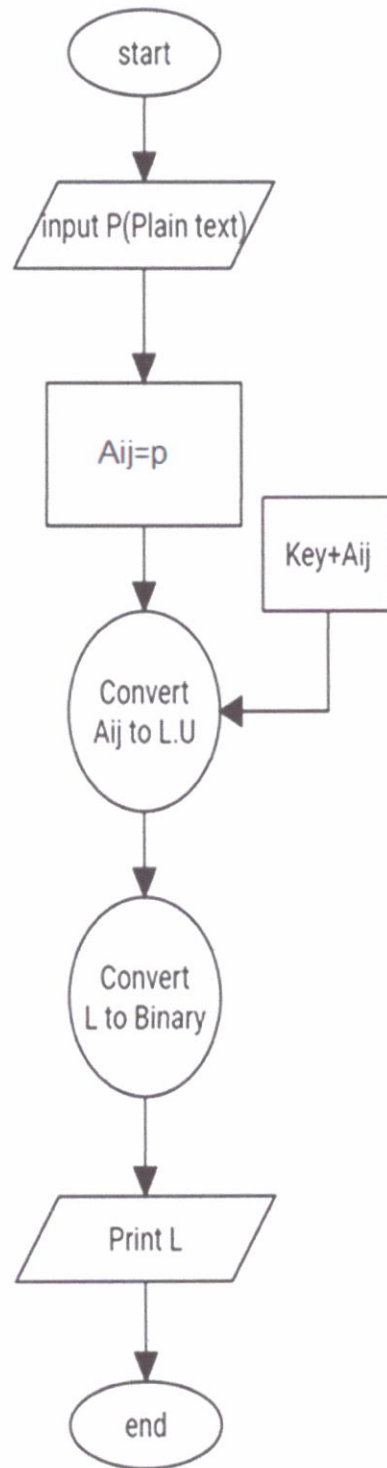 start
input P(Plain text)
Aij=p
Key+Aij
Convert
Aij to L.U
Convert
L to Binary
Print L
end